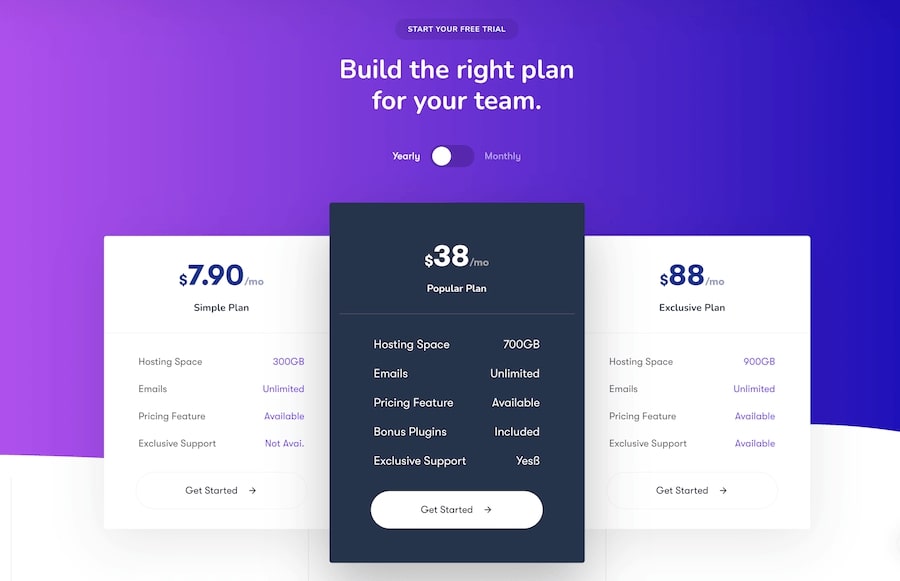 START YOUR FREE TRIAL
Build the right plan
for your team.
Yearly Monthly
$7.90/mo
Simple Plan
Hosting Space 300GB
Emails Unlimited
Pricing Feature Available
Exclusive Support Not Avai.
Get Started →
$38/mo
Popular Plan
Hosting Space 700GB
Emails Unlimited
Pricing Feature Available
Bonus Plugins Included
Exclusive Support Yesß
Get Started →
$88/mo
Exclusive Plan
Hosting Space 900GB
Emails Unlimited
Pricing Feature Available
Exclusive Support Available
Get Started →